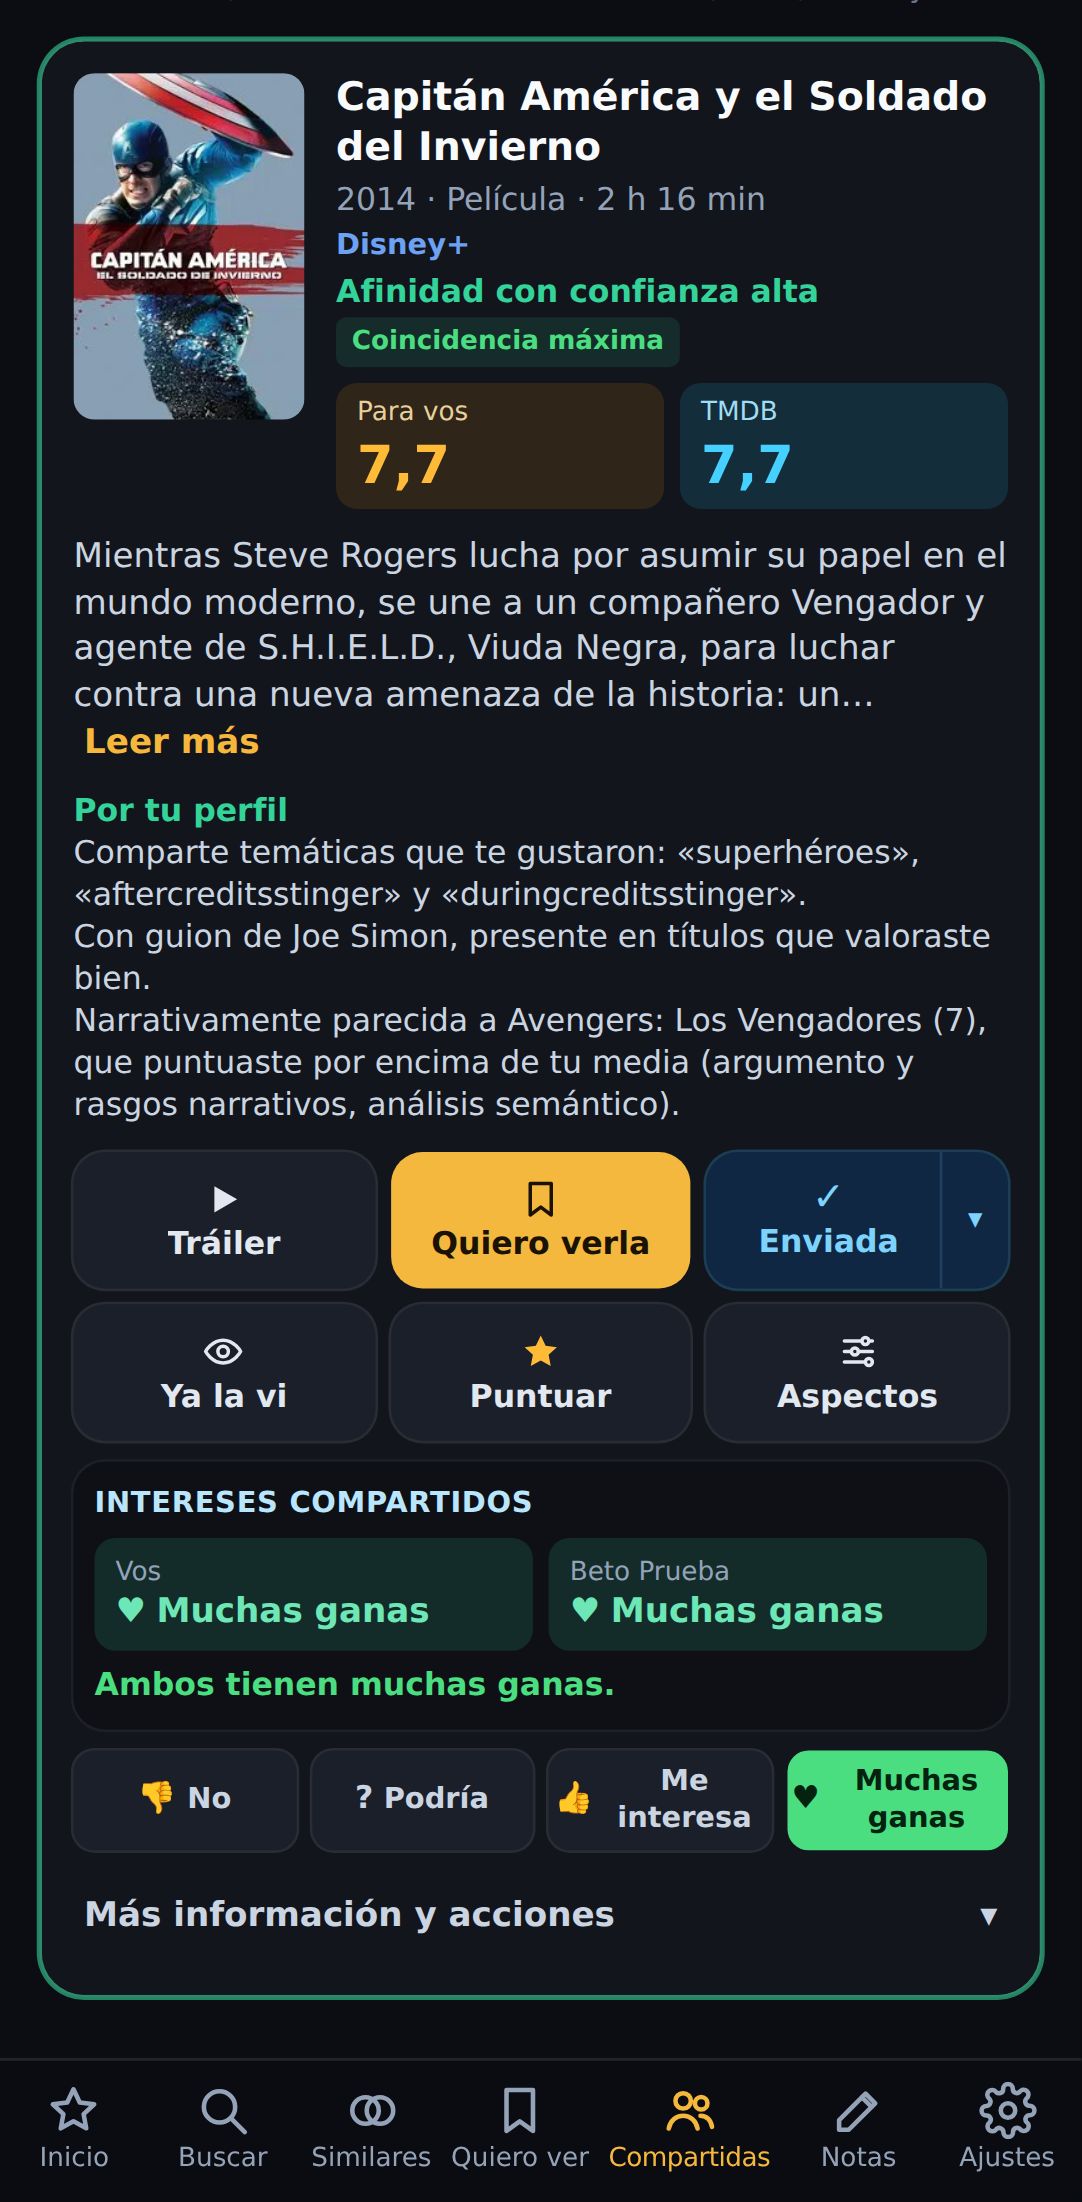 Capitán América y el Soldado
del Invierno
2014 · Película · 2 h 16 min
Disney+
Afinidad con confianza alta
Coincidencia máxima
Para vos
7,7
TMDB
7,7
CAPITÁN AMÉRICA
EL SOLDADO DE INVIERNO
Mientras Steve Rogers lucha por asumir su papel en el
mundo moderno, se une a un compañero Vengador y
agente de S.H.I.E.L.D., Viuda Negra, para luchar
contra una nueva amenaza de la historia: un…
Leer más
Por tu perfil
Comparte temáticas que te gustaron: «superhéroes»,
«aftercreditsstinger» y «duringcreditsstinger».
Con guion de Joe Simon, presente en títulos que valoraste
bien.
Narrativamente parecida a Avengers: Los Vengadores (7),
que puntuaste por encima de tu media (argumento y
rasgos narrativos, análisis semántico).
▶
Tráiler
Quiero verla
✓
Enviada
▼
Ya la vi
Puntuar
Aspectos
INTERESES COMPARTIDOS
Vos
♥ Muchas ganas
Beto Prueba
♥ Muchas ganas
Ambos tienen muchas ganas.
👎 No
? Podría
👍 Me
interesa
♥ Muchas
ganas
Más información y acciones ▼
Inicio
Buscar
Similares
Quiero ver
Compartidas
Notas
Ajustes